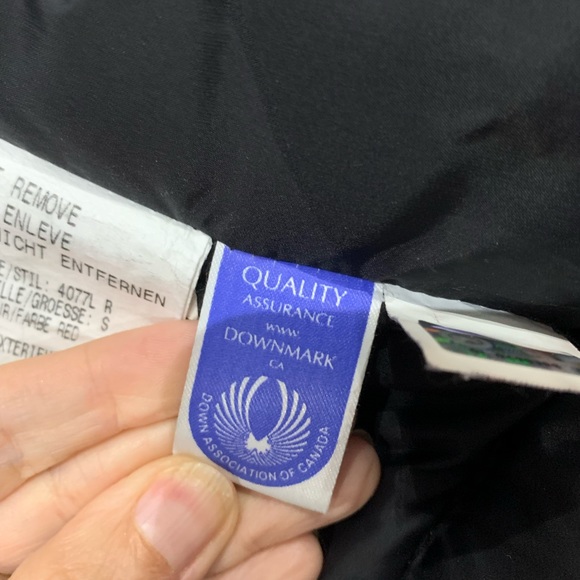 REMOVE
ENLEVE
NICHT ENTFERNEN
/STIL: 4077L R
LLE/GROESSE: S
R/FARBE RED
QUALITY
ASSURANCE
www
DOWNMARK
CA
DOWN ASSOCIATION OF CANADA